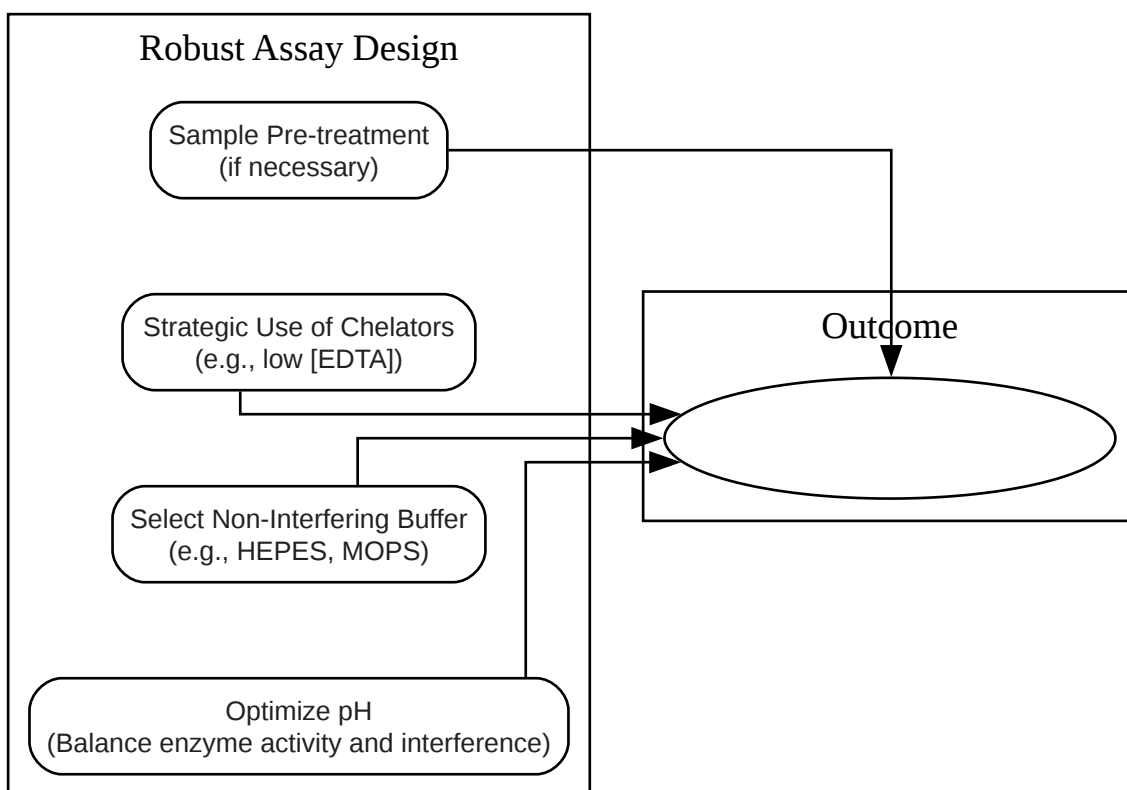 Robust Assay Design
Sample Pre-treatment
(if necessary)
Strategic Use of Chelators
(e.g., low [EDTA])
Outcome
Select Non-Interfering Buffer
(e.g., HEPES, MOPS)
Optimize pH
(Balance enzyme activity and interference)